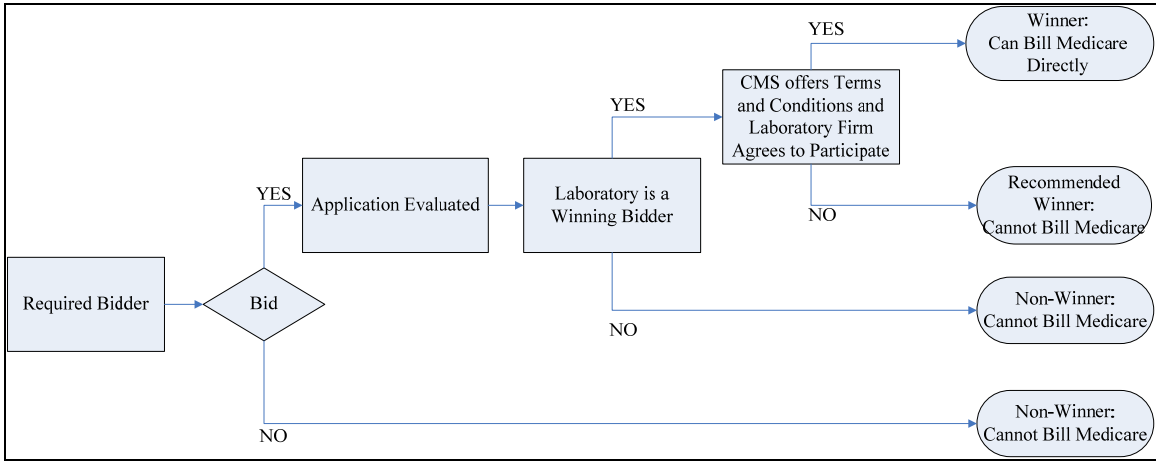 YES
Winner:
Can Bill Medicare
Directly
CMS offers Terms
and Conditions and
Laboratory Firm
Agrees to Participate
YES
NO
Recommended
Winner:
Cannot Bill Medicare
YES
Application Evaluated
Laboratory is a
Winning Bidder
Required Bidder
Bid
NO
Non-Winner:
Cannot Bill Medicare
NO
Non-Winner:
Cannot Bill Medicare